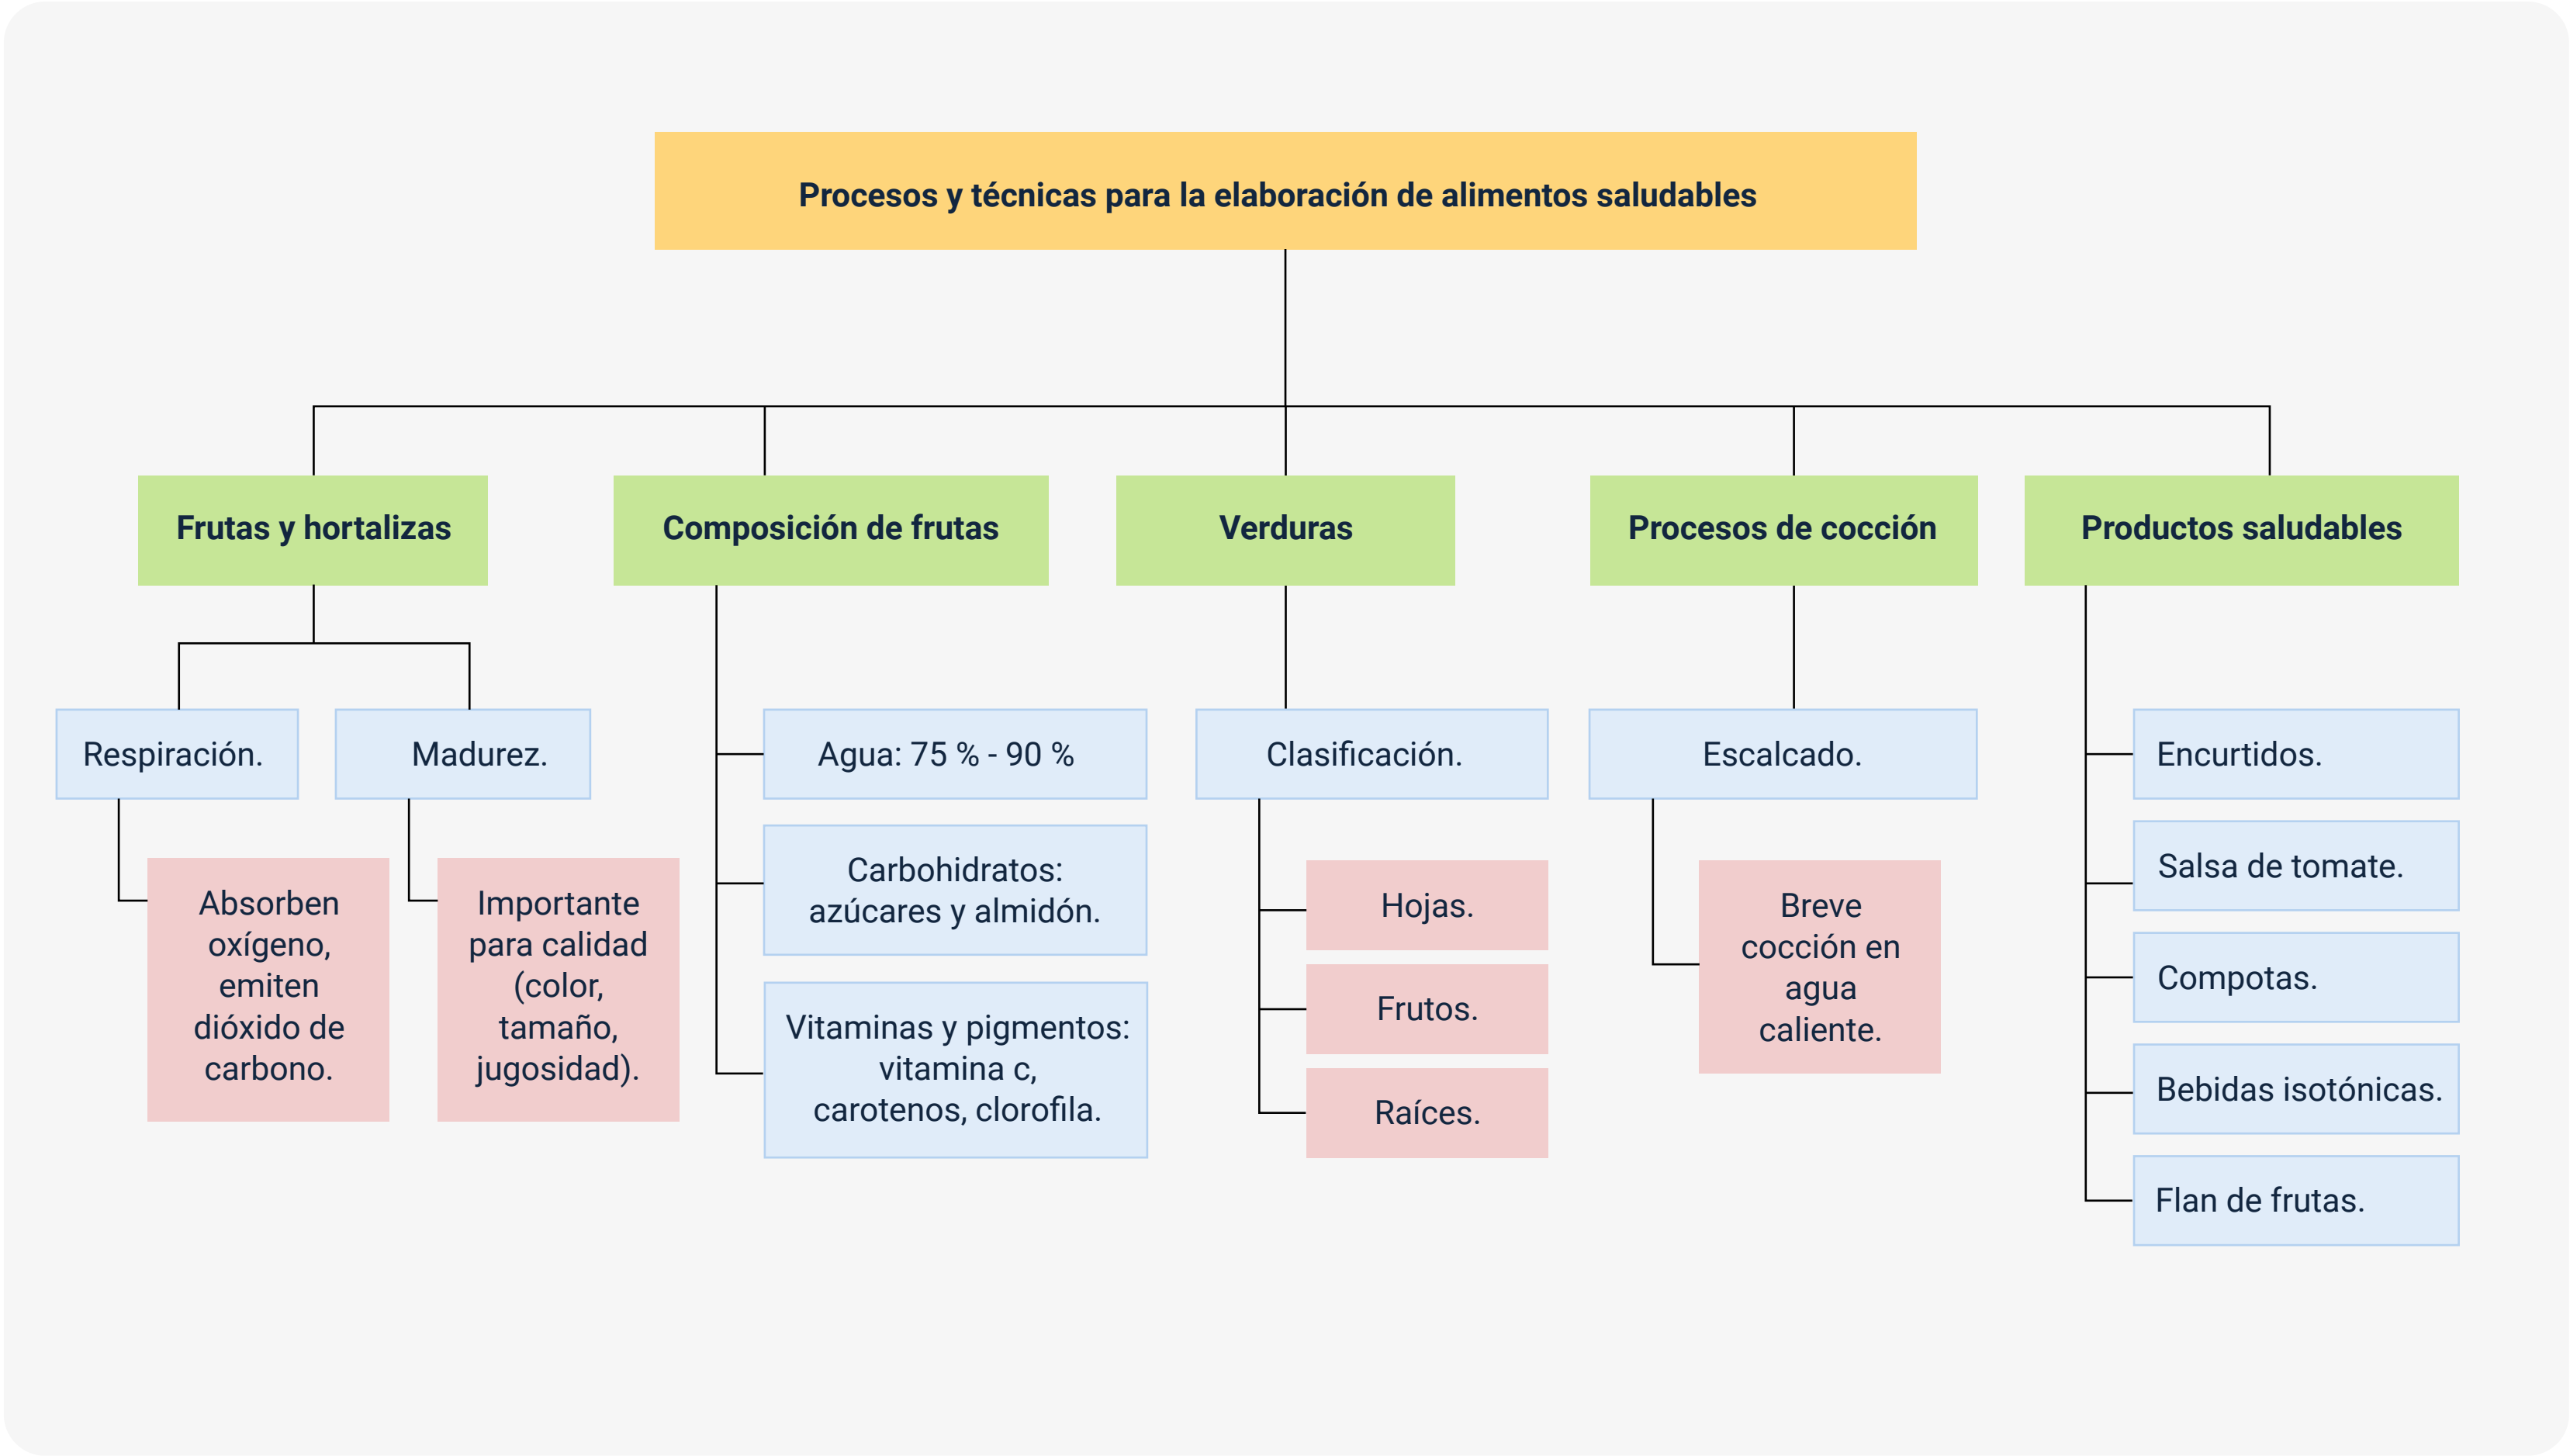 Procesos y técnicas para la elaboración de alimentos saludables
Frutas y hortalizas
Respiración.
Absorben
oxígeno,
emiten
dióxido de
carbono.
Madurez.
Importante
para calidad
(color,
tamaño,
jugosidad).
Composición de frutas
Agua: 75 % - 90 %
Carbohidratos:
azúcares y almidón.
Vitaminas y pigmentos:
vitamina c,
carotenos, clorofila.
Verduras
Clasificación.
Hojas.
Frutos.
Raíces.
Procesos de cocción
Escalcado.
Breve
cocción en
agua
caliente.
Productos saludables
Encurtidos.
Salsa de tomate.
Compotas.
Bebidas isotónicas.
Flan de frutas.